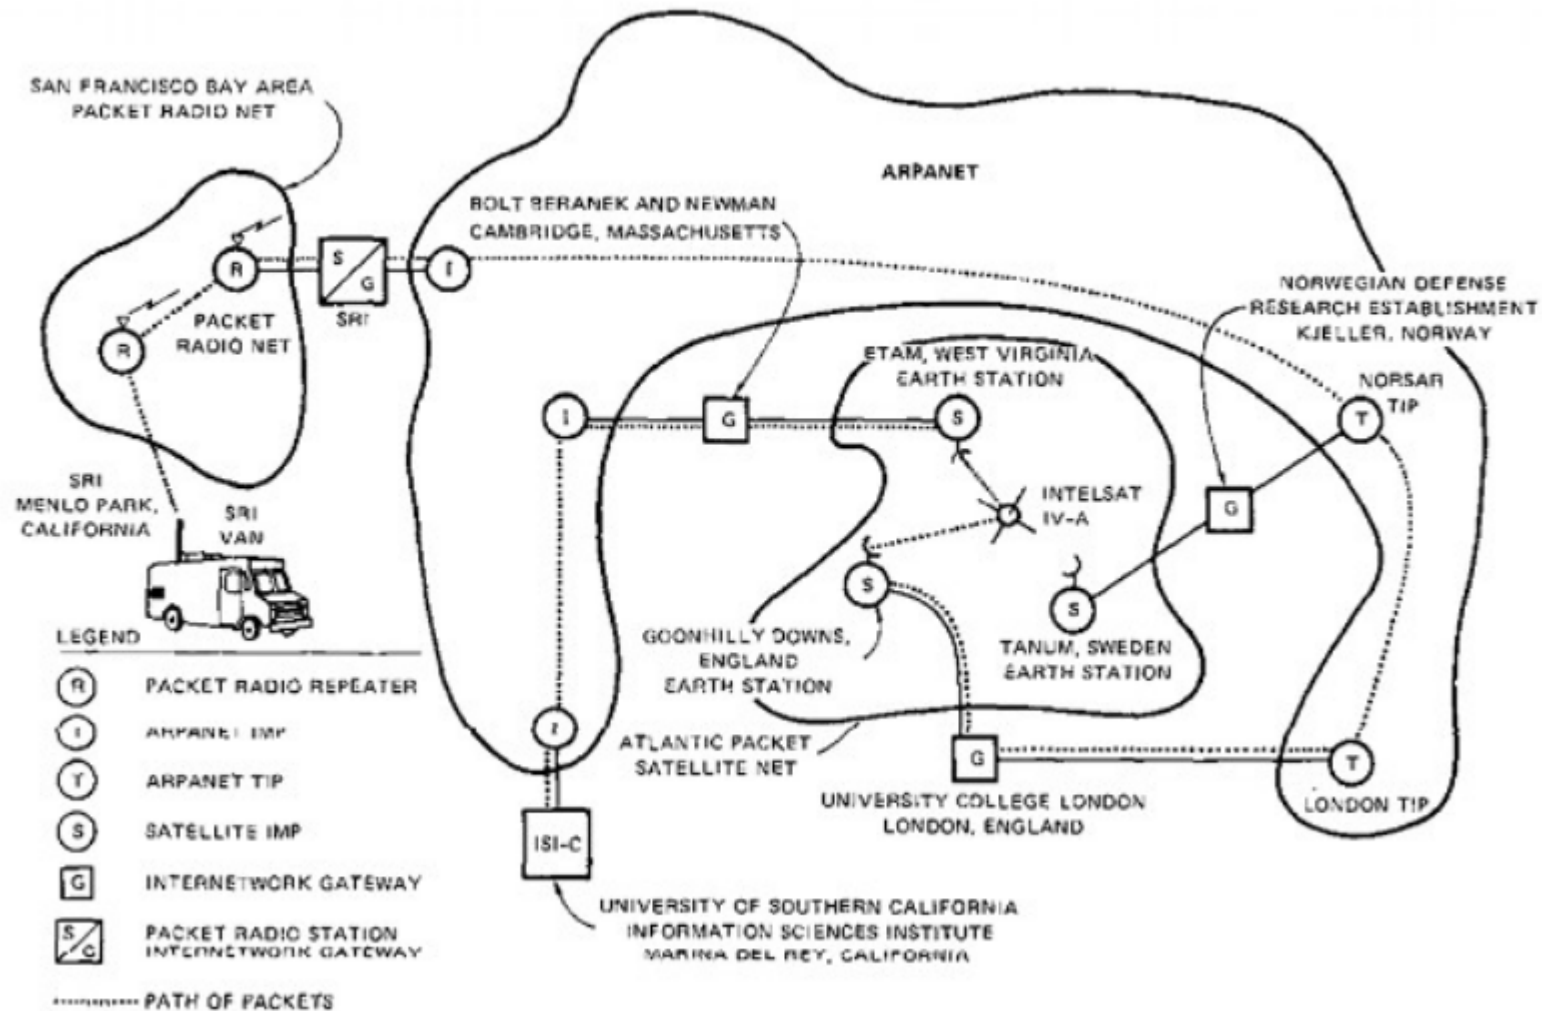 SAN FRANCISCO BAY AREA
PACKET RADIO NET
ARPANET
BOLT BERANEK AND NEWMAN
CAMBRIDGE, MASSACHUSETTS
S
G
SRI
I
R
PACKET
RADIO NET
R
NORWEGIAN DEFENSE
RESEARCH ESTABLISHMENT
KJELLER, NORWAY
ETAM, WEST VIRGINIA
EARTH STATION
NORSAR
TIP
T
I
G
S
INTELSAT
IV-A
G
SRI
MENLO PARK,
CALIFORNIA
SRI
VAN
S
S
GOONHILLY DOWNS,
ENGLAND
EARTH STATION
TANUM, SWEDEN
EARTH STATION
I
ATLANTIC PACKET
SATELLITE NET
G
T
UNIVERSITY COLLEGE LONDON
LONDON, ENGLAND
LONDON TIP
ISI-C
UNIVERSITY OF SOUTHERN CALIFORNIA
INFORMATION SCIENCES INSTITUTE
MARINA DEL REY, CALIFORNIA
LEGEND
R PACKET RADIO REPEATER
I ARPANET IMP
T ARPANET TIP
S SATELLITE IMP
G INTERNETWORK GATEWAY
S/G PACKET RADIO STATION
INTERNETWORK GATEWAY
PATH OF PACKETS